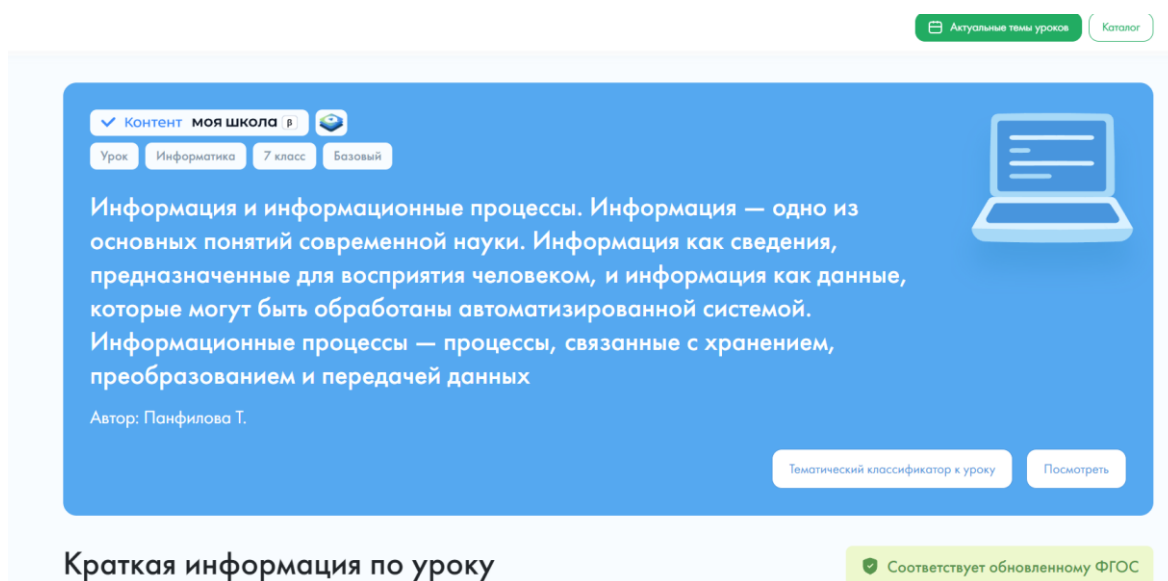 Актуальные темы уроков Каталог
Контент моя школа β
Урок Информатика 7 класс Базовый
Информация и информационные процессы. Информация — одно из
основных понятий современной науки. Информация как сведения,
предназначенные для восприятия человеком, и информация как данные,
которые могут быть обработаны автоматизированной системой.
Информационные процессы — процессы, связанные с хранением,
преобразованием и передачей данных
Автор: Панфилова Т.
Тематический классификатор к уроку Посмотреть
Краткая информация по уроку
Соответствует обновленному ФГОС